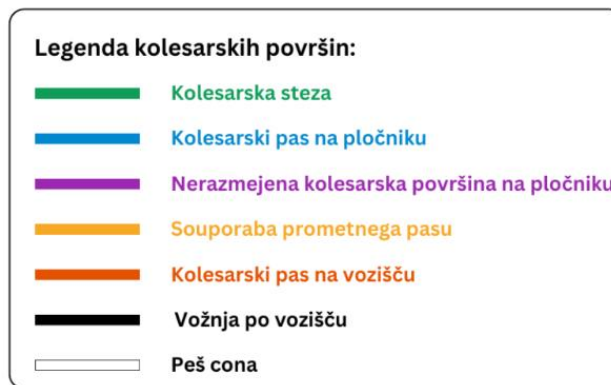 Legenda kolesarskih površin:
Kolesarska steza
Kolesarski pas na pločniku
Nerazmejena kolesarska površina na pločniku
Souporaba prometnega pasu
Kolesarski pas na vozišču
Vožnja po vozišču
Peš cona